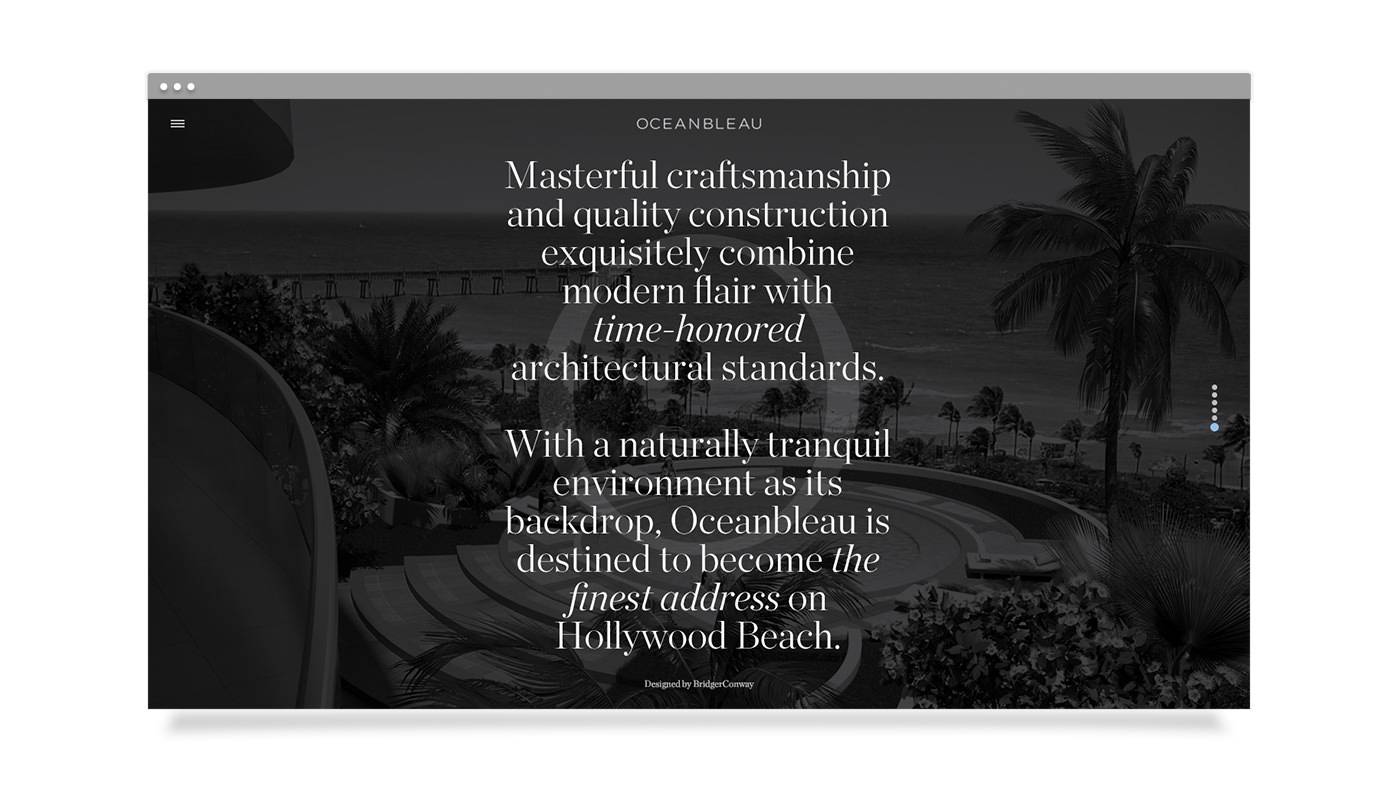 OCEANBLEAU
Masterful craftsmanship
and quality construction
exquisitely combine
modern flair with
time-honored
architectural standards.
With a naturally tranquil
environment as its
backdrop, Oceanbleau is
destined to become the
finest address on
Hollywood Beach.
Designed by BridgerConway